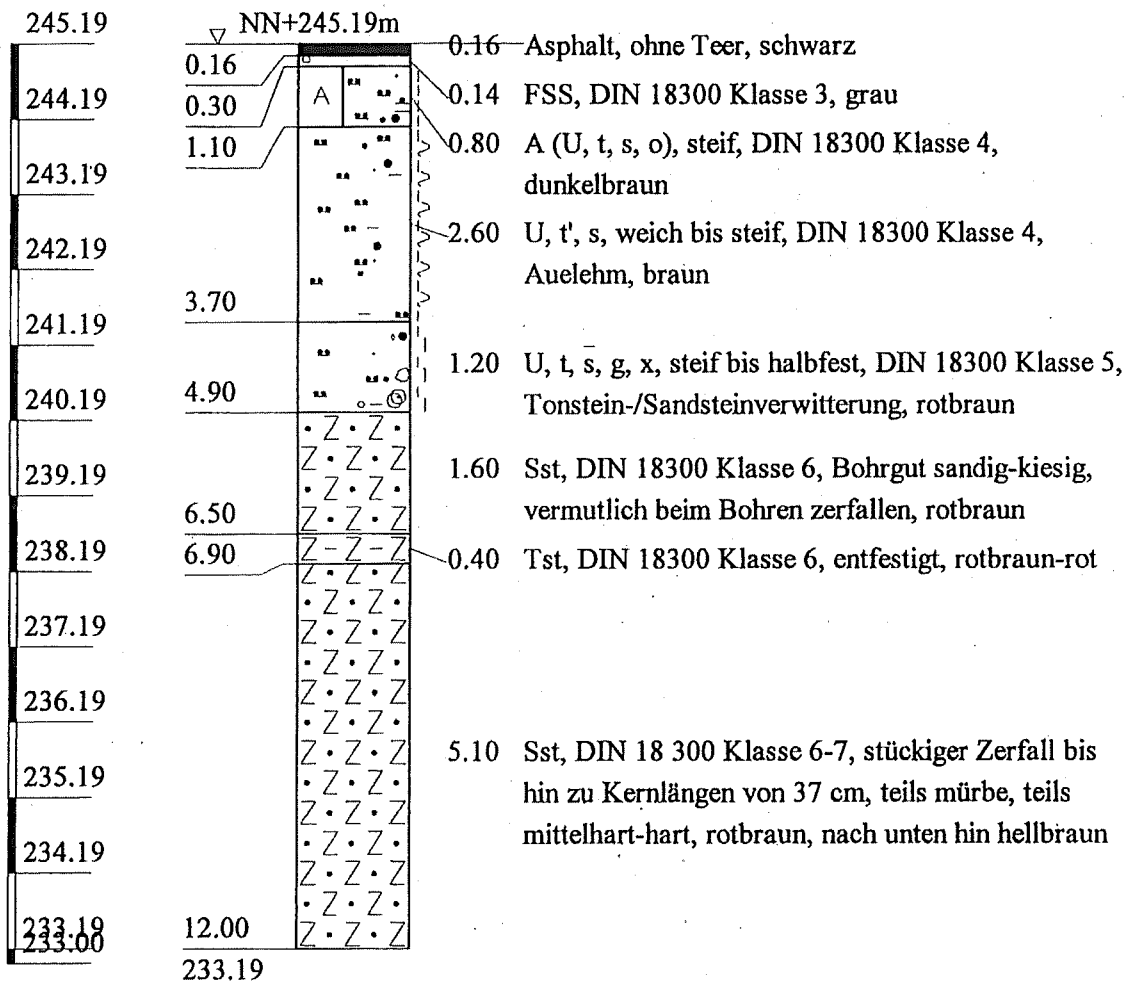 245.19
NN+245.19m
0.16
0.16 Asphalt, ohne Teer, schwarz
244.19
0.30
A
0.14 FSS, DIN 18300 Klasse 3, grau
1.10
0.80 A (U, t, s, o), steif, DIN 18300 Klasse 4,
dunkelbraun
243.19
242.19
2.60 U, t', s, weich bis steif, DIN 18300 Klasse 4,
Auelehm, braun
3.70
241.19
1.20 U, t, s̄, g, x, steif bis halbfest, DIN 18300 Klasse 5,
Tonstein-/Sandsteinverwitterung, rotbraun
4.90
240.19
239.19
1.60 Sst, DIN 18300 Klasse 6, Bohrgut sandig-kiesig,
vermutlich beim Bohren zerfallen, rotbraun
6.50
238.19
6.90
0.40 Tst, DIN 18300 Klasse 6, entfestigt, rotbraun-rot
237.19
236.19
235.19
5.10 Sst, DIN 18 300 Klasse 6-7, stückiger Zerfall bis
hin zu Kernlängen von 37 cm, teils mürbe, teils
mittelhart-hart, rotbraun, nach unten hin hellbraun
234.19
233.19
233.00
12.00
233.19